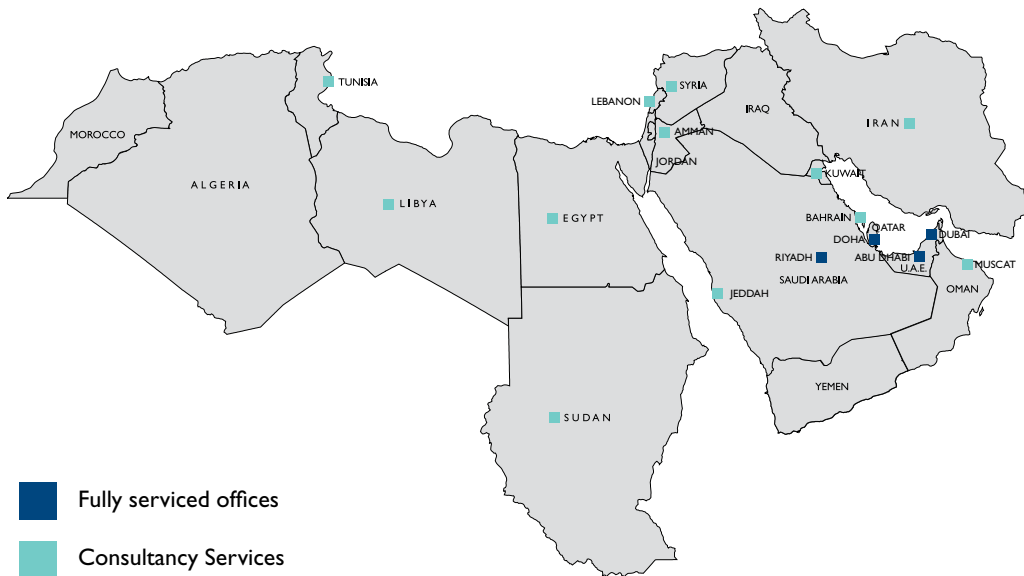 TUNISIA
SYRIA
LEBANON
IRAQ
IRAN
MOROCCO
AMMAN
JORDAN
KUWAIT
ALGERIA
LIBYA
EGYPT
BAHRAIN
QATAR
DOHA
DUBAI
RIYADH
ABU DHABI
U.A.E.
MUSCAT
SAUDI ARABIA
OMAN
JEDDAH
YEMEN
SUDAN
Fully serviced offices
Consultancy Services